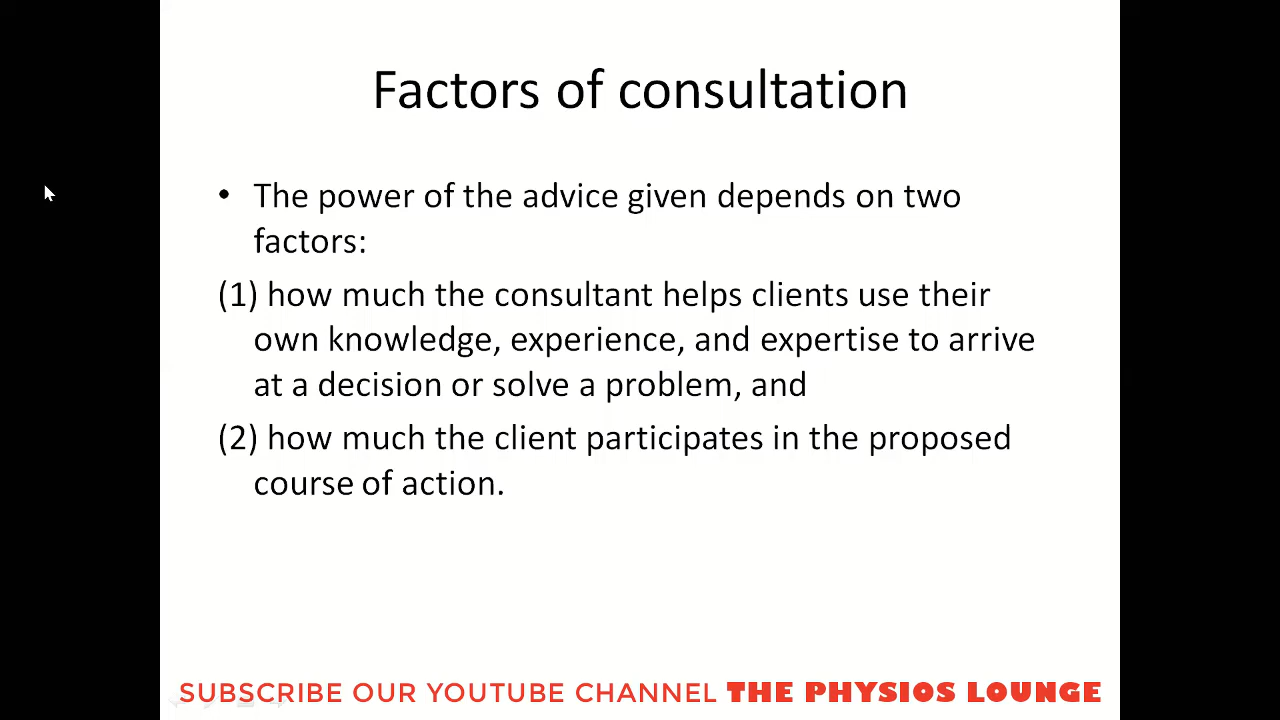 Factors of consultation
• The power of the advice given depends on two
factors:
(1) how much the consultant helps clients use their
own knowledge, experience, and expertise to arrive
at a decision or solve a problem, and
(2) how much the client participates in the proposed
course of action.
SUBSCRIBE OUR YOUTUBE CHANNEL THE PHYSIOS LOUNGE